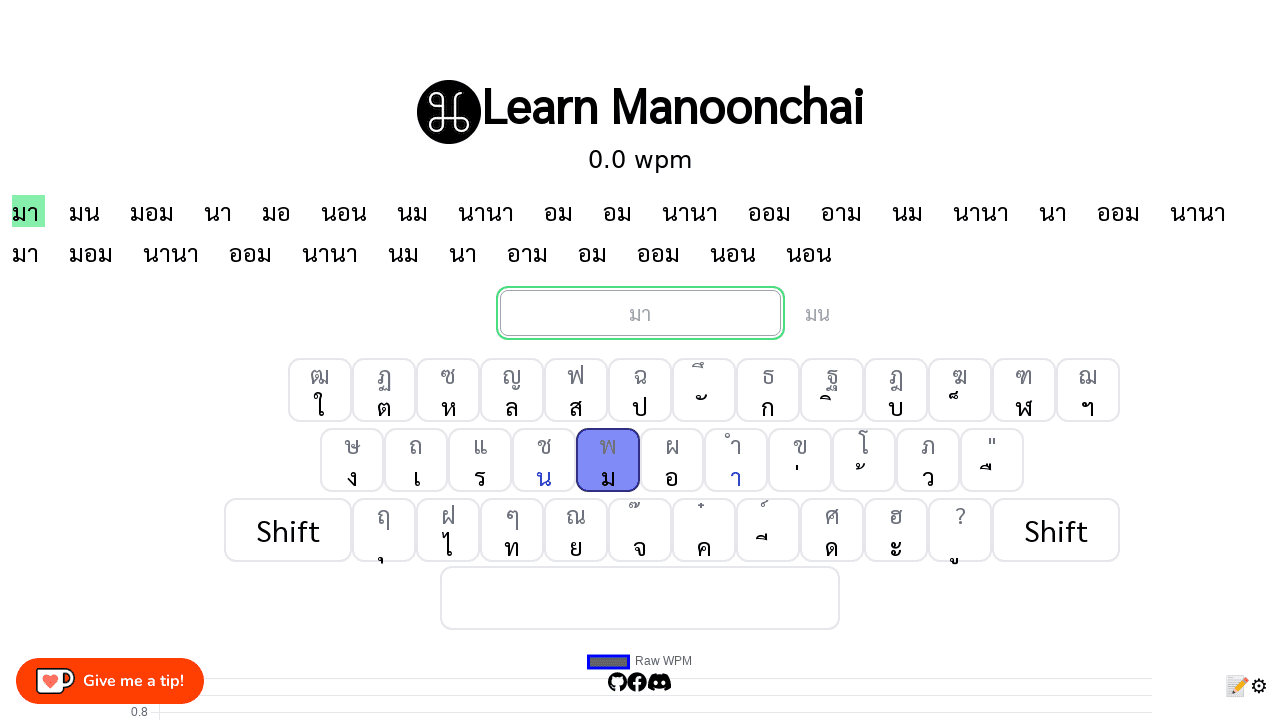 Learn Manoonchai
0.0 wpm
มา มน มอม นา มอ นอน นม นานา อม อม นานา ออม อาม นม นานา นา ออม นานา
มา มอม นานา ออม นานา นม นา อาม อม ออม นอน นอน
มา มน
ฒ ฏ ซ ญ ฟ ฉ ึ ธ ฐ ฎ ฆ ฑ ฌ
ใ ต ห ล ส ป ั ก ิ บ ็ ฬ ฯ
ษ ถ แ ช พ ผ ำ ข โ ภ "
ง เ ร น ม อ า ่ ้ ว ื
Shift ฤ ฝ ๆ ณ ๊ ๋ ์ ศ ฮ ? Shift
ุ ไ ท ย จ ค ี ด ะ ู
Raw WPM
Give me a tip!
0.8